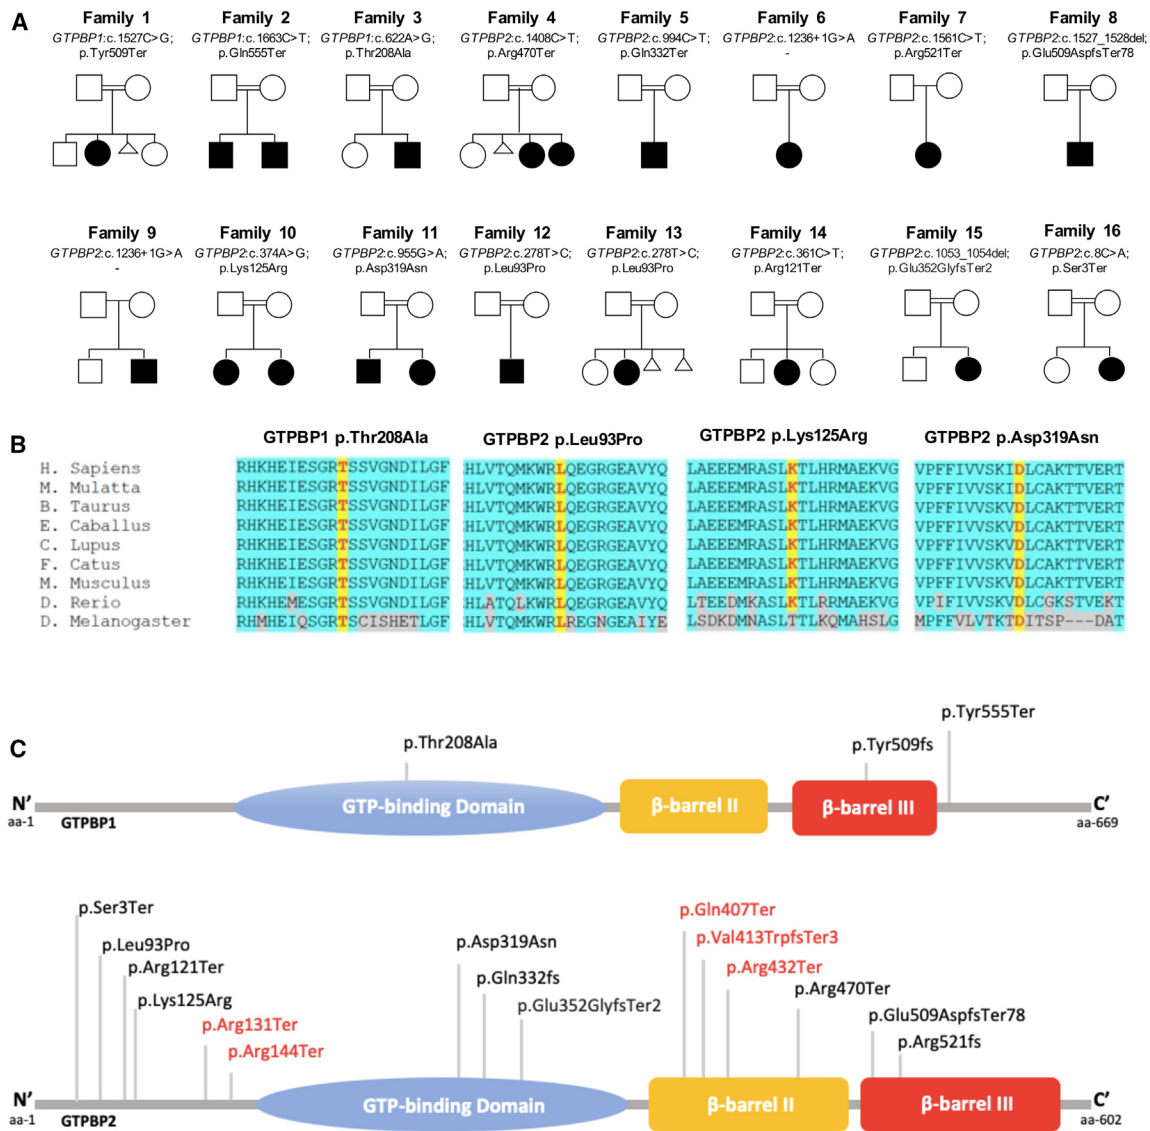 A
Family 1
GTPBP1:c.1527C>G;
p.Tyr509Ter
Family 2
GTPBP1:c.1663C>T;
p.Gln555Ter
Family 3
GTPBP1:c.622A>G;
p.Thr208Ala
Family 4
GTPBP2:c.1408C>T;
p.Arg470Ter
Family 5
GTPBP2:c.994C>T;
p.Gln332Ter
Family 6
GTPBP2:c.1236+1G>A
-
Family 7
GTPBP2:c.1561C>T;
p.Arg521Ter
Family 8
GTPBP2:c.1527_1528del;
p.Glu509AspfsTer78
Family 9
GTPBP2:c.1236+1G>A
-
Family 10
GTPBP2:c.374A>G;
p.Lys125Arg
Family 11
GTPBP2:c.955G>A;
p.Asp319Asn
Family 12
GTPBP2:c.278T>C;
p.Leu93Pro
Family 13
GTPBP2:c.278T>C;
p.Leu93Pro
Family 14
GTPBP2:c.361C>T;
p.Arg121Ter
Family 15
GTPBP2:c.1053_1054del;
p.Glu352GlyfsTer2
Family 16
GTPBP2:c.8C>A;
p.Ser3Ter
B
GTPBP1 p.Thr208Ala GTPBP2 p.Leu93Pro GTPBP2 p.Lys125Arg GTPBP2 p.Asp319Asn
H. Sapiens RHKHEIESGRTSSVGNDILGF HLVTQMKWRLQEGRGEAVYQ LAEEEMRASLKTLHRMAEKVG VPFFIVVSKIDLCAKTTVERT
M. Mulatta RHKHEIESGRTSSVGNDILGF HLVTQMKWRLQEGRGEAVYQ LAEEEMRASLKTLHRMAEKVG VPFFIVVSKVDLCAKTTVERT
B. Taurus RHKHEIESGRTSSVGNDILGF HLVTQMKWRLQEGRGEAVYQ LAEEEMRASLKTLHRMAEKVG VPFFIVVSKVDLCAKTTVERT
E. Caballus RHKHEIESGRTSSVGNDILGF HLVTQMKWRLQEGRGEAVYQ LAEEEMRASLKTLHRMAEKVG VPFFIVVSKVDLCAKTTVERT
C. Lupus RHKHEIESGRTSSVGNDILGF HLVTQMKWRLQEGRGEAVYQ LAEEEMRASLKTLHRMAEKVG VPFFIVVSKVDLCAKTTVERT
F. Catus RHKHEIESGRTSSVGNDILGF HLVTQMKWRLQEGRGEAVYQ LAEEEMRASLKTLHRMAEKVG VPFFIVVSKVDLCAKTTVERT
M. Musculus RHKHEIESGRTSSVGNDILGF HLVTQMKWRLQEGRGEAVYQ LAEEEMRASLKTLHRMAEKVG VPFFIVVSKVDLCAKTTVERT
D. Rerio RHKHEMESGRTSSVGNDILGF HLATQLKWRLQEGRGEAVYQ LTEEDMKASLKTLRRMAEKVG VPIFIVVSKVDLCGKSTVEKT
D. Melanogaster RHMHEIQSGRTSCISHETLGF HLVTQMKWRLREGNGEAIYE LSDKDMNASLTTLKQMAHSLG MPFFVLVTKTDITSP---DAT
C
p.Thr208Ala
p.Tyr509fs
p.Tyr555Ter
N' GTP-binding Domain β-barrel II β-barrel III C'
aa-1 GTPBP1 aa-669
p.Ser3Ter
p.Leu93Pro
p.Arg121Ter
p.Lys125Arg
p.Arg131Ter
p.Arg144Ter
p.Asp319Asn
p.Gln332fs
p.Glu352GlyfsTer2
p.Gln407Ter
p.Val413TrpfsTer3
p.Arg432Ter
p.Arg470Ter
p.Glu509AspfsTer78
p.Arg521fs
N' GTP-binding Domain β-barrel II β-barrel III C'
aa-1 GTPBP2 aa-602